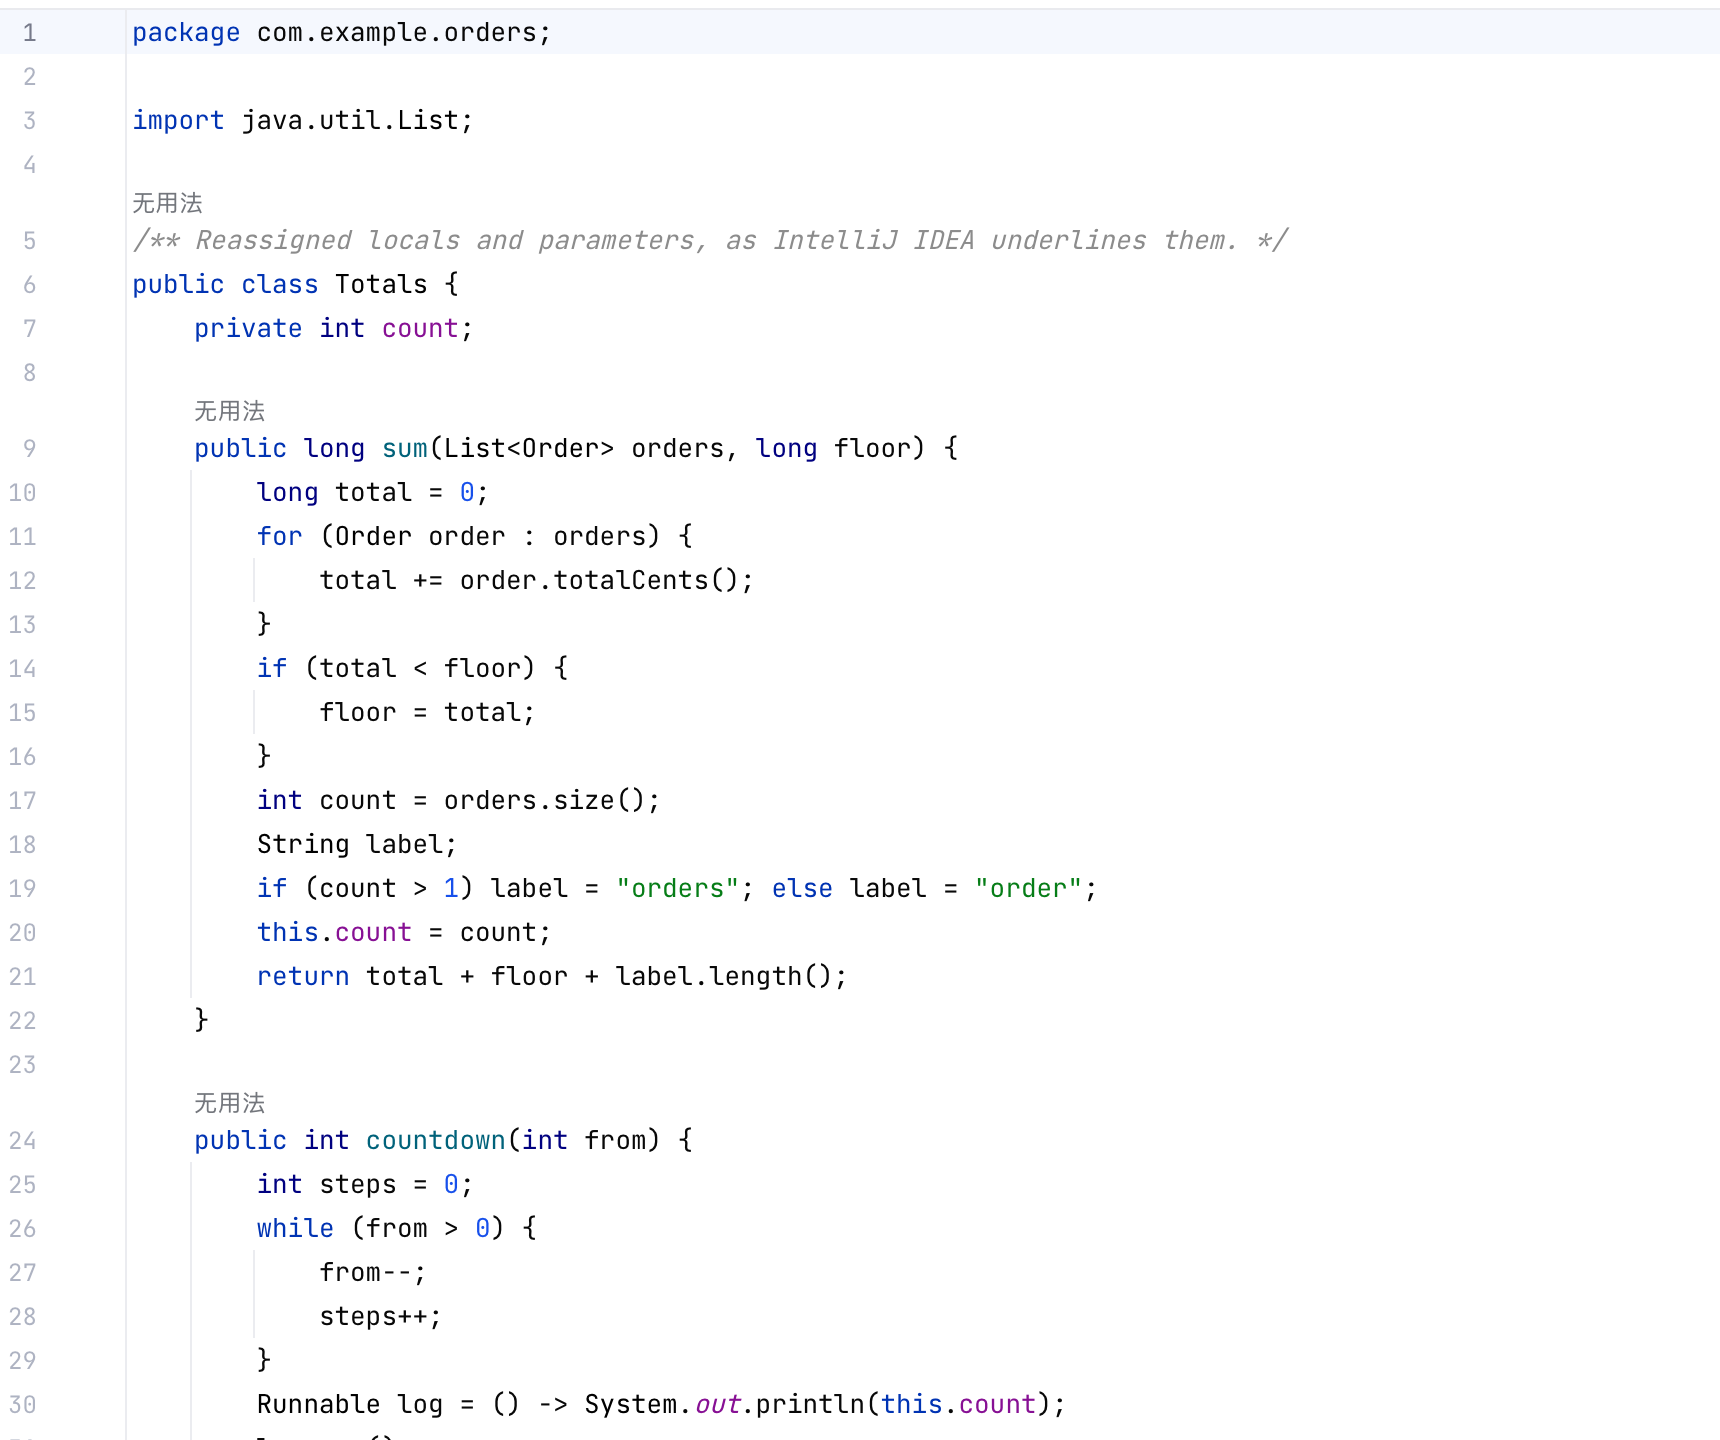 1 package com.example.orders;
2
3 import java.util.List;
4
无用法
5 /** Reassigned locals and parameters, as IntelliJ IDEA underlines them. */
6 public class Totals {
7     private int count;
8
    无用法
9     public long sum(List<Order> orders, long floor) {
10         long total = 0;
11         for (Order order : orders) {
12             total += order.totalCents();
13         }
14         if (total < floor) {
15             floor = total;
16         }
17         int count = orders.size();
18         String label;
19         if (count > 1) label = "orders"; else label = "order";
20         this.count = count;
21         return total + floor + label.length();
22     }
23
    无用法
24     public int countdown(int from) {
25         int steps = 0;
26         while (from > 0) {
27             from--;
28             steps++;
29         }
30         Runnable log = () -> System.out.println(this.count);